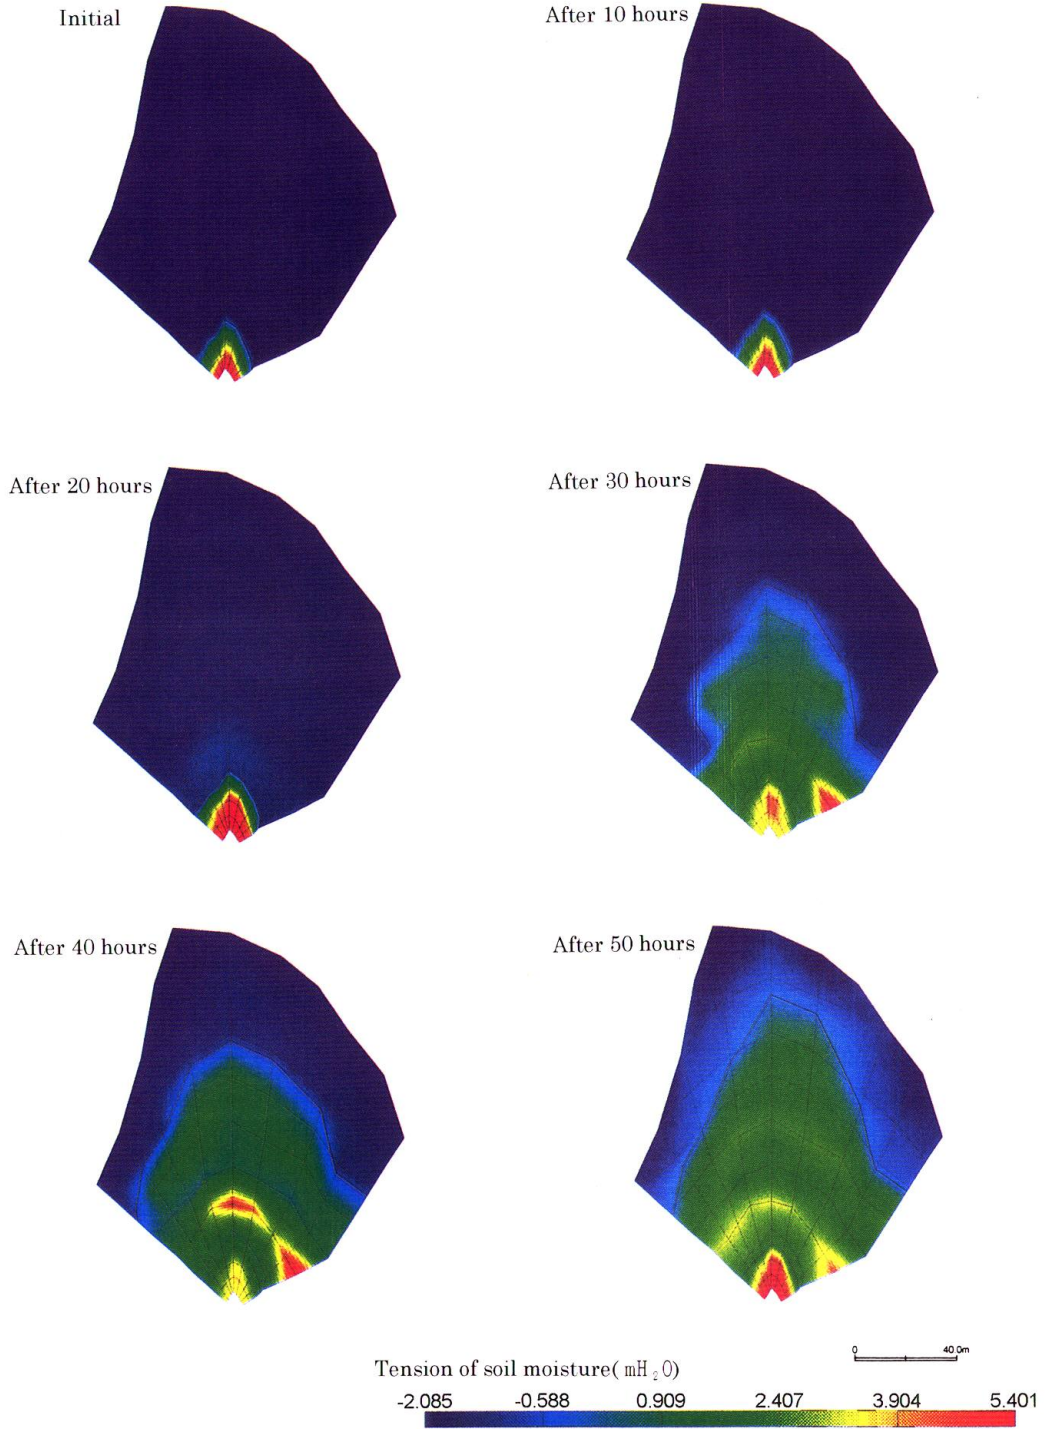 Initial
After 10 hours
After 20 hours
After 30 hours
After 40 hours
After 50 hours
0 40.0m
Tension of soil moisture( mH₂O)
-2.085 -0.588 0.909 2.407 3.904 5.401